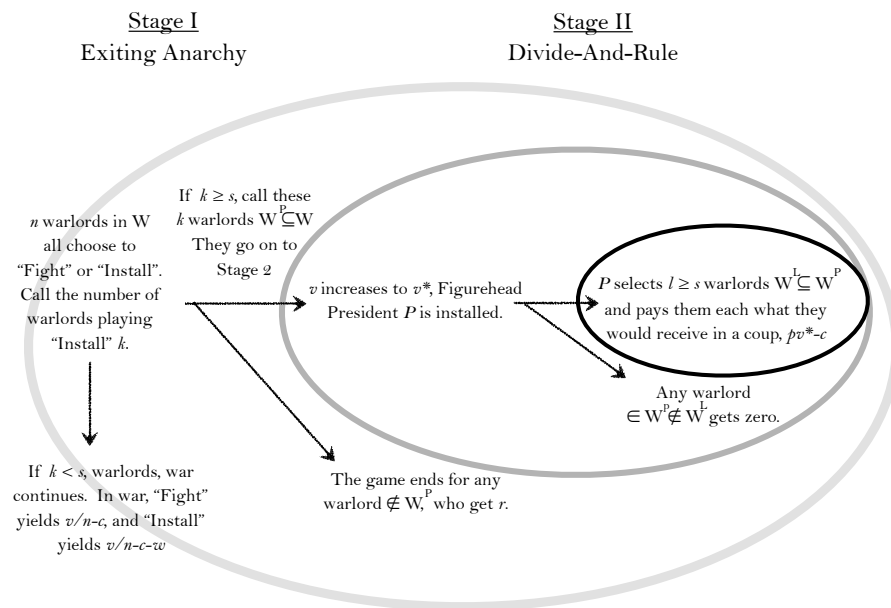 Stage I
Exiting Anarchy
Stage II
Divide-And-Rule
n warlords in W
all choose to
“Fight” or “Install”.
Call the number of
warlords playing
“Install” k.
If k ≥ s, call these
k warlords W^P ⊆ W
They go on to
Stage 2
v increases to v*, Figurehead
President P is installed.
P selects l ≥ s warlords W^L ⊆ W^P
and pays them each what they
would receive in a coup, pv*-c
Any warlord
∈ W^P ∉ W^L gets zero.
The game ends for any
warlord ∉ W,^P who get r.
If k < s, warlords, war
continues. In war, “Fight”
yields v/n-c, and “Install”
yields v/n-c-w